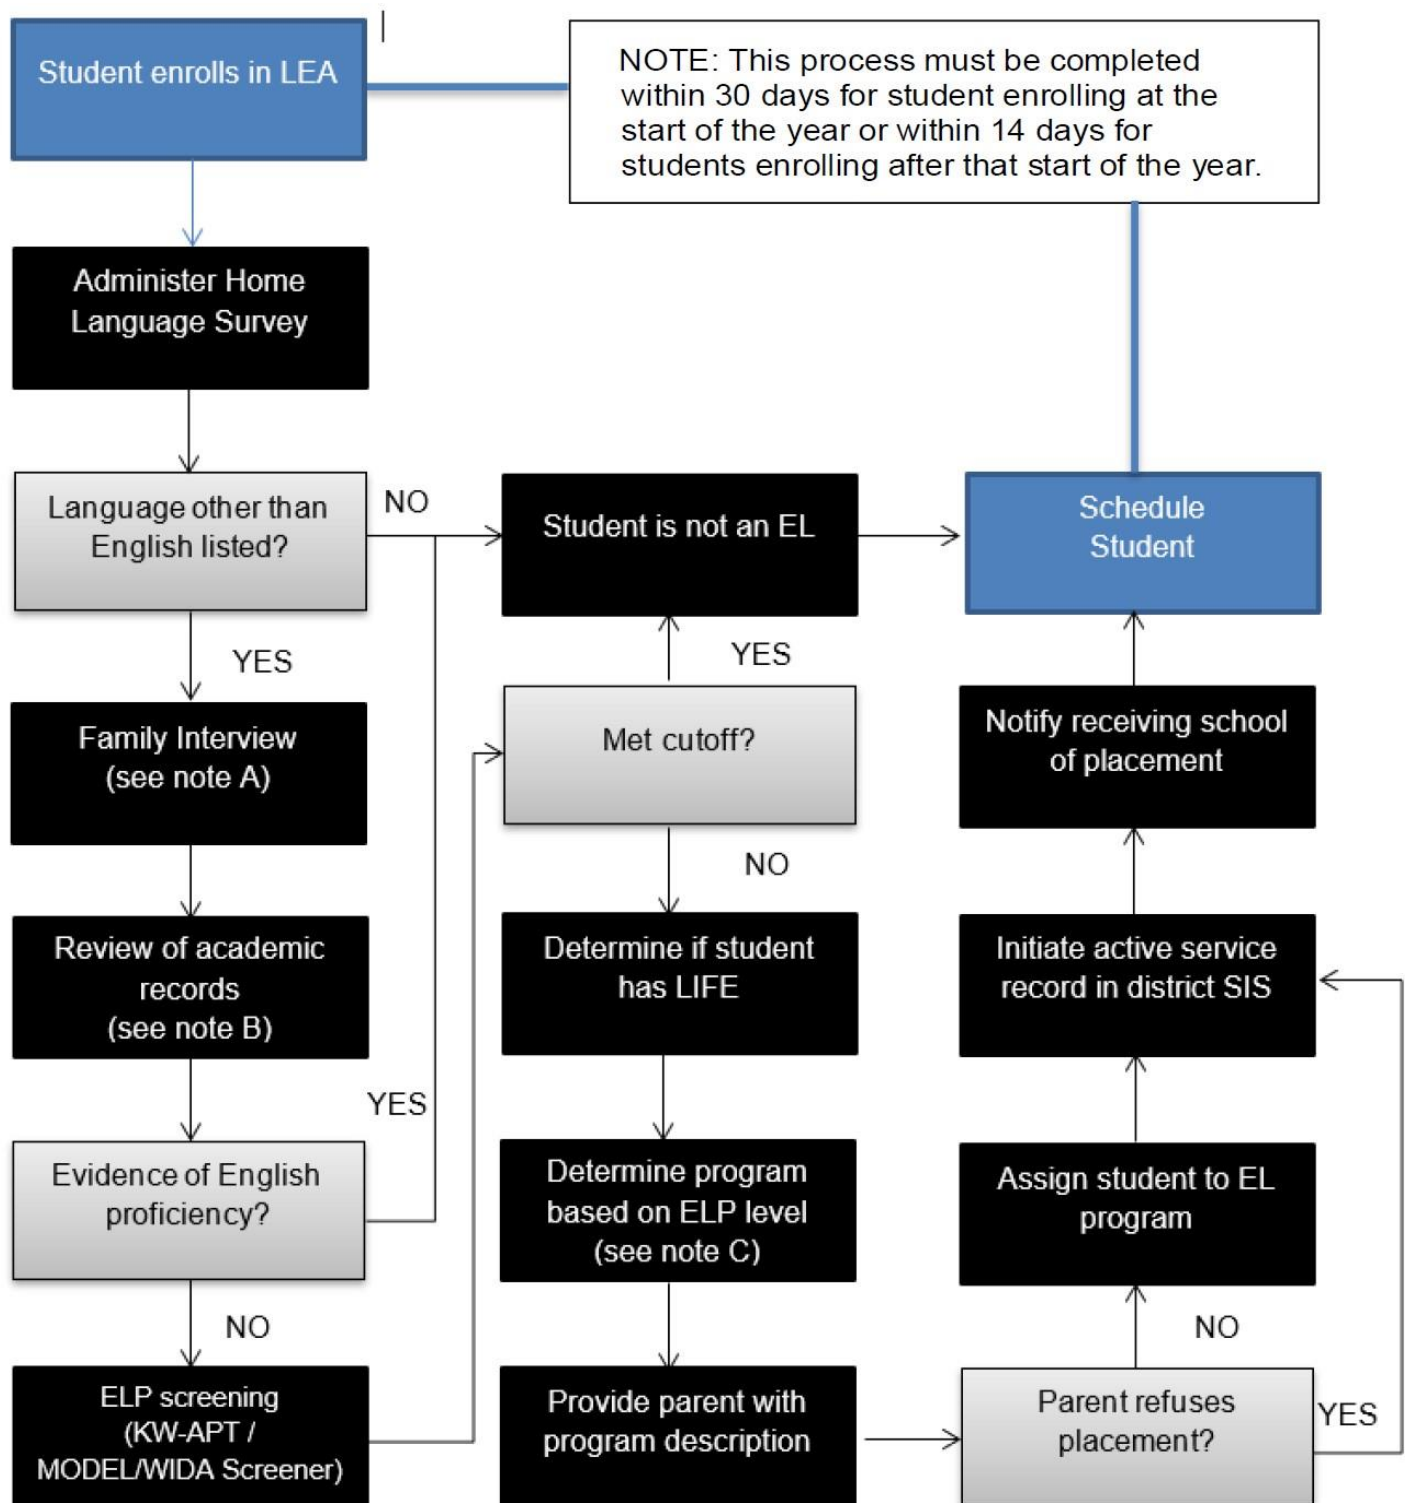 Student enrolls in LEA
NOTE: This process must be completed
within 30 days for student enrolling at the
start of the year or within 14 days for
students enrolling after that start of the year.
Administer Home
Language Survey
Language other than
English listed?
NO
Student is not an EL
Schedule
Student
YES
Family Interview
(see note A)
YES
Met cutoff?
Notify receiving school
of placement
NO
Review of academic
records
(see note B)
Determine if student
has LIFE
Initiate active service
record in district SIS
YES
Evidence of English
proficiency?
Determine program
based on ELP level
(see note C)
Assign student to EL
program
NO
NO
ELP screening
(KW-APT /
MODEL/WIDA Screener)
Provide parent with
program description
Parent refuses
placement?
YES